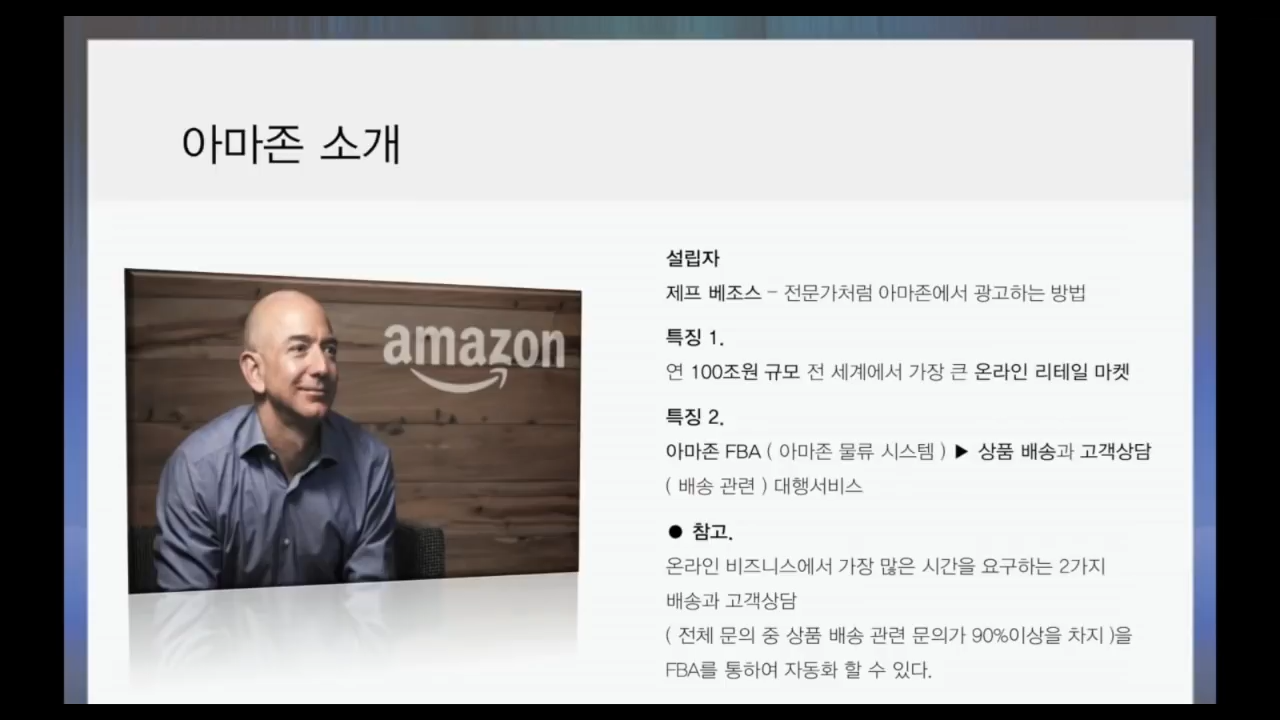 아마존 소개
amazon
설립자
제프 베조스 - 전문가처럼 아마존에서 광고하는 방법
특징 1.
연 100조원 규모 전 세계에서 가장 큰 온라인 리테일 마켓
특징 2.
아마존 FBA ( 아마존 물류 시스템 ) ▶ 상품 배송과 고객상담
( 배송 관련 ) 대행서비스
● 참고.
온라인 비즈니스에서 가장 많은 시간을 요구하는 2가지
배송과 고객상담
( 전체 문의 중 상품 배송 관련 문의가 90%이상을 차지 )을
FBA를 통하여 자동화 할 수 있다.